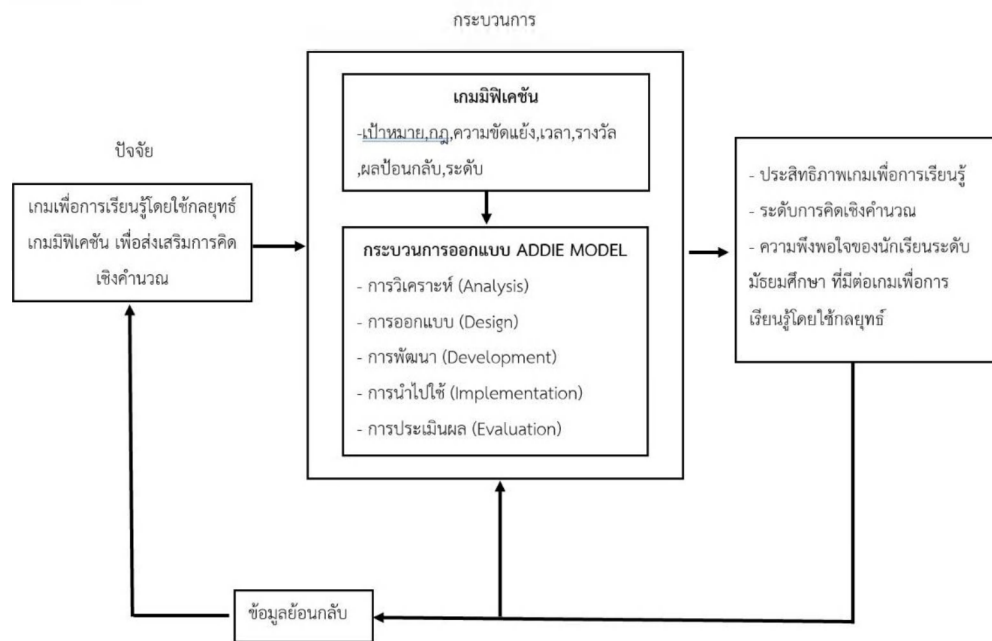 กระบวนการ
ปัจจัย
เกมเพื่อการเรียนรู้โดยใช้กลยุทธ์
เกมมิฟิเคชัน เพื่อส่งเสริมการคิด
เชิงคำนวณ
เกมมิฟิเคชัน
-เป้าหมาย,กฎ,ความขัดแย้ง,เวลา,รางวัล
,ผลป้อนกลับ,ระดับ
กระบวนการออกแบบ ADDIE MODEL
- การวิเคราะห์ (Analysis)
- การออกแบบ (Design)
- การพัฒนา (Development)
- การนำไปใช้ (Implementation)
- การประเมินผล (Evaluation)
- ประสิทธิภาพเกมเพื่อการเรียนรู้
- ระดับการคิดเชิงคำนวณ
- ความพึงพอใจของนักเรียนระดับ
มัธยมศึกษา ที่มีต่อเกมเพื่อการ
เรียนรู้โดยใช้กลยุทธ์
ข้อมูลย้อนกลับ